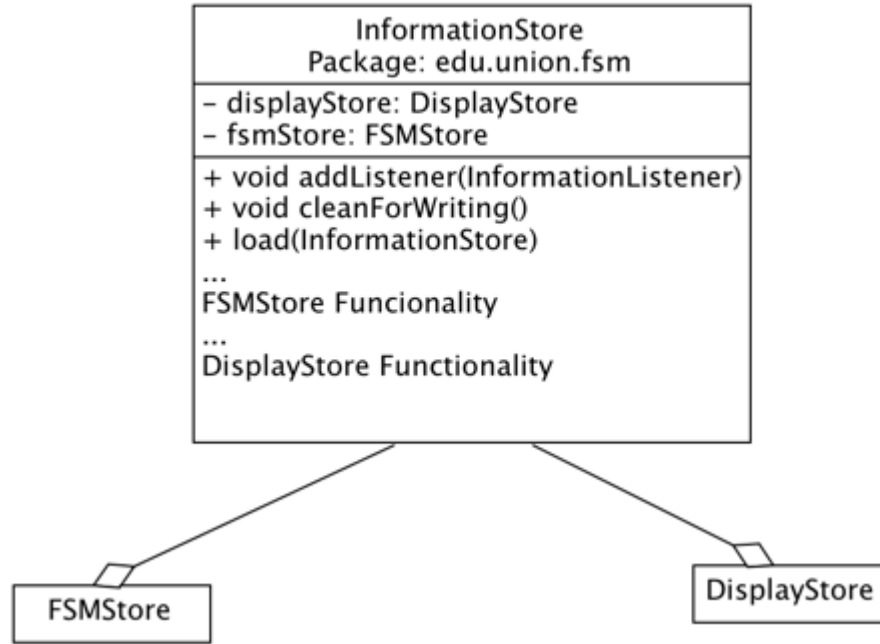 InformationStore
Package: edu.union.fsm
– displayStore: DisplayStore
– fsmStore: FSMStore
+ void addListener(InformationListener)
+ void cleanForWriting()
+ load(InformationStore)
...
FSMStore Funcionality
...
DisplayStore Functionality
FSMStore
DisplayStore